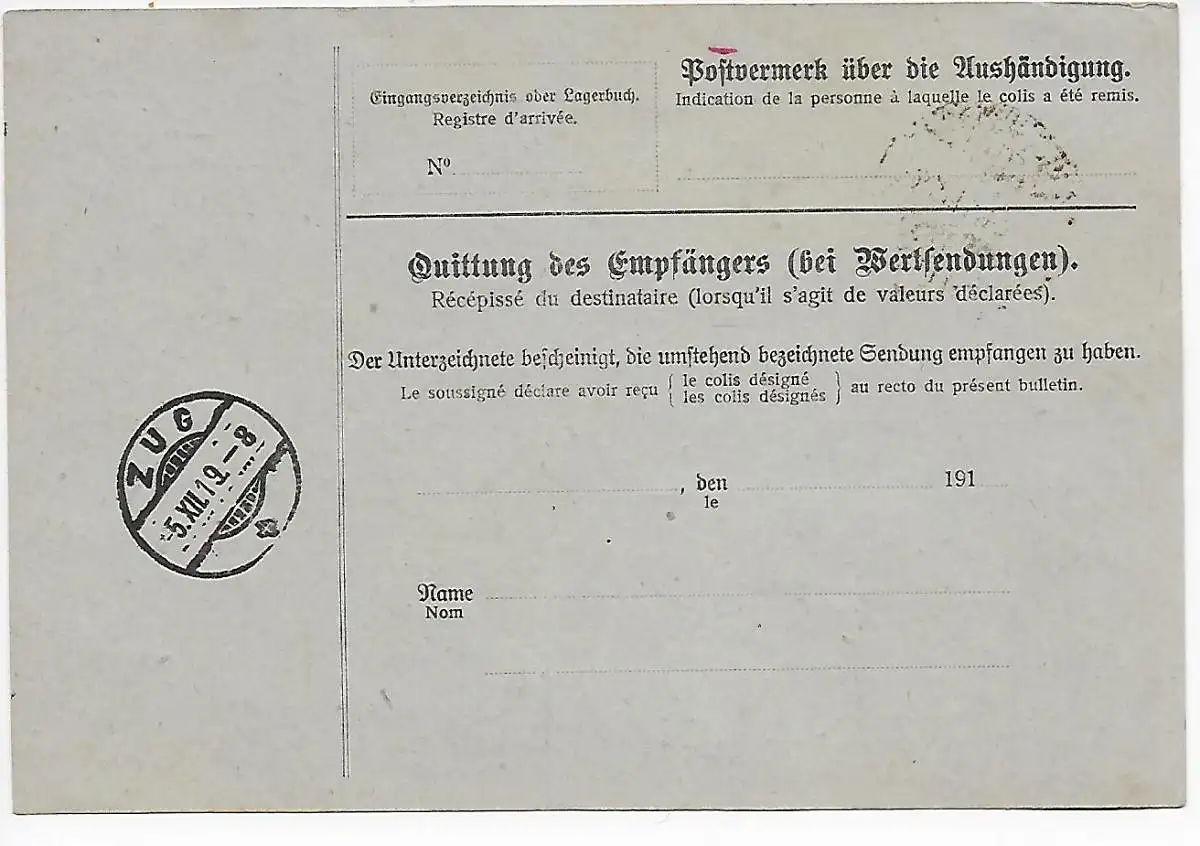 Postvermerk über die Aushändigung.
Indication de la personne à laquelle le colis a été remis.
Eingangsverzeichnis oder Lagerbuch.
Registre d'arrivée.
Nº
Quittung des Empfängers (bei Wertsendungen).
Récépissé du destinataire (lorsqu'il s'agit de valeurs déclarées).
Der Unterzeichnete bescheinigt, die umstehend bezeichnete Sendung empfangen zu haben.
Le soussigné déclare avoir reçu { le colis désigné } au recto du présent bulletin.
les colis désignés
, den 191
le
Name
Nom
ZUG
-5.XII.19.-8